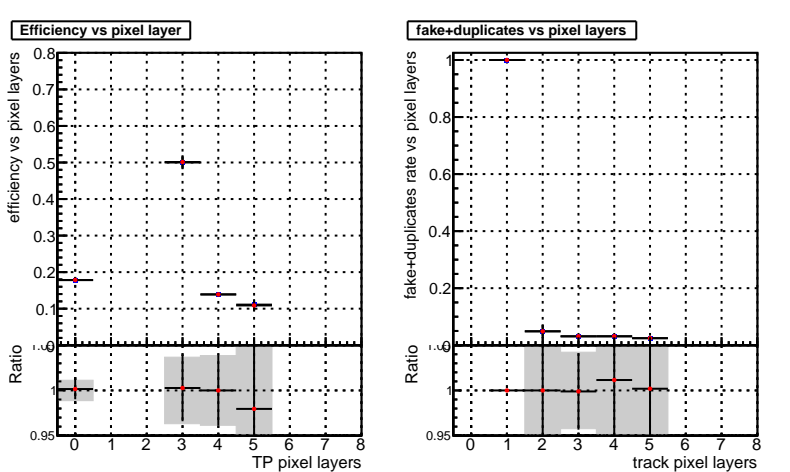 Efficiency vs pixel layer
efficiency vs pixel layers
0.8
0.7
0.6
0.5
0.4
0.3
0.2
0.1
Ratio
1
0.95
0 1 2 3 4 5 6 7 8
TP pixel layers
fake+duplicates vs pixel layers
fake+duplicates rate vs pixel layers
1
0.8
0.6
0.4
0.2
Ratio
1
0.95
0 1 2 3 4 5 6 7 8
track pixel layers